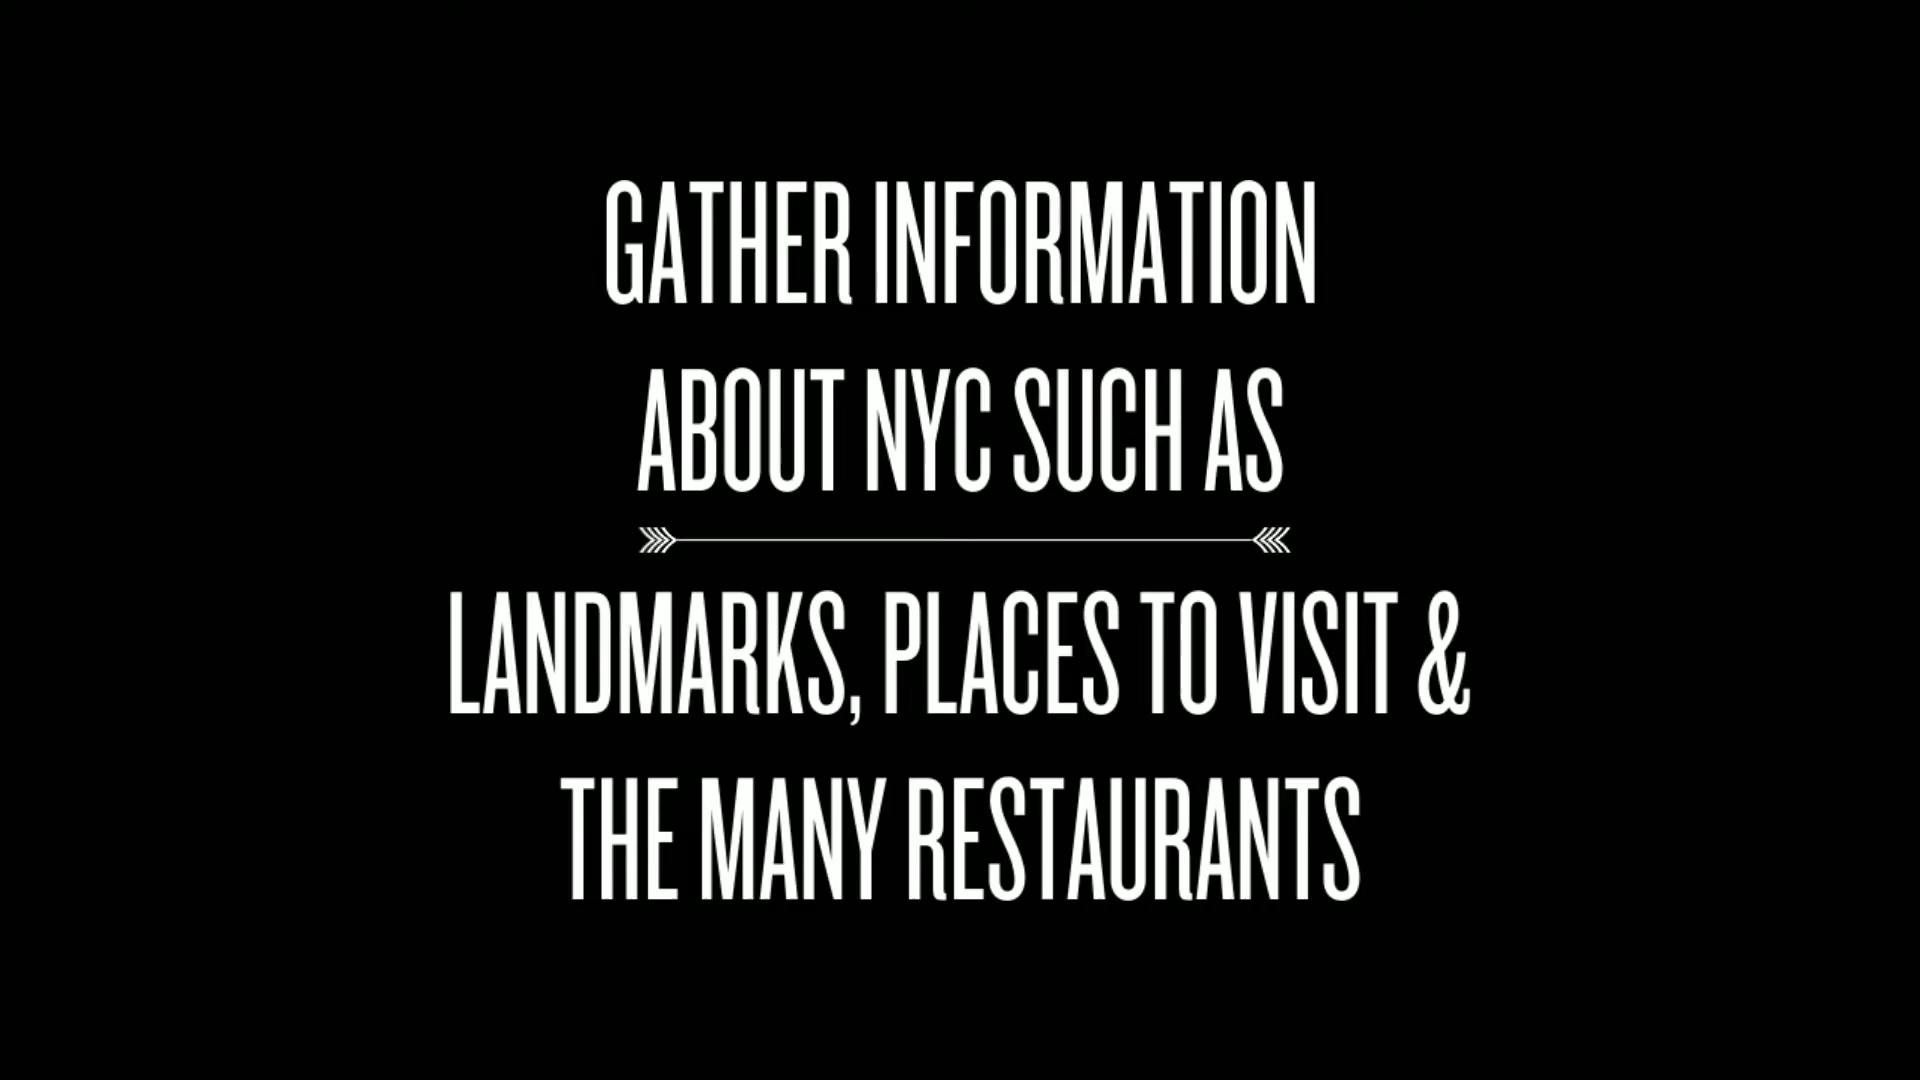 GATHER INFORMATION
ABOUT NYC SUCH AS
LANDMARKS, PLACES TO VISIT &
THE MANY RESTAURANTS